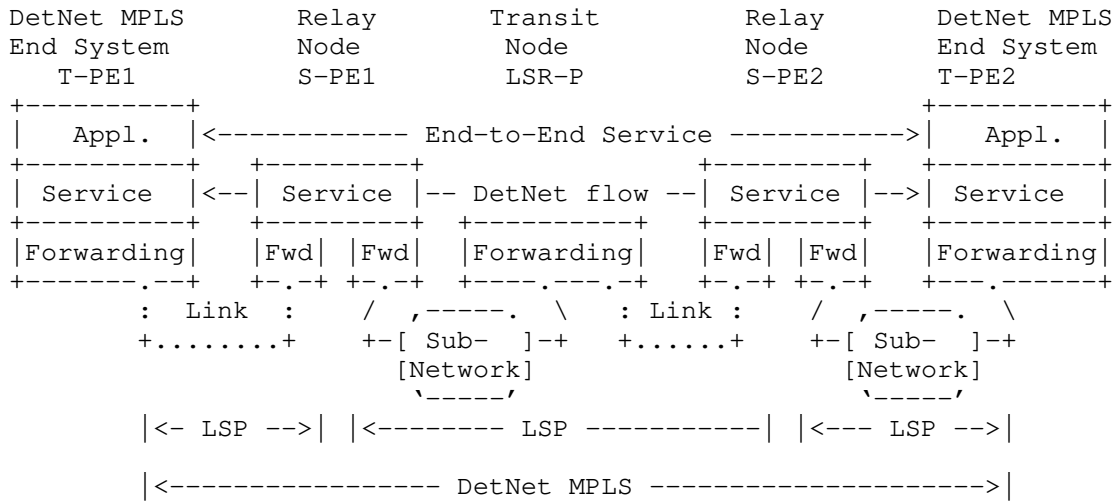 DetNet MPLS       Relay       Transit         Relay       DetNet MPLS
End System        Node         Node           Node        End System
   T-PE1          S-PE1        LSR-P          S-PE2       T-PE2
+----------+                                             +----------+
|   Appl.  |<------------ End-to-End Service ----------->|   Appl.  |
+----------+   +---------+                 +---------+   +----------+
| Service  |<--| Service |-- DetNet flow --| Service |-->| Service  |
+----------+   +---------+  +----------+   +---------+   +----------+
|Forwarding|   |Fwd| |Fwd|  |Forwarding|   |Fwd| |Fwd|   |Forwarding|
+-------.--+   +-.-+ +-.-+  +----.---.-+   +-.-+ +-.-+   +---.------+
        :  Link  :    /  ,-----.  \   : Link :    /  ,-----.  \
        +........+    +-[ Sub-  ]-+   +......+    +-[ Sub-  ]-+
                        [Network]                   [Network]
                         `-----'                     `-----'
        |<- LSP -->| |<-------- LSP -----------| |<--- LSP -->|
        |<----------------- DetNet MPLS --------------------->|